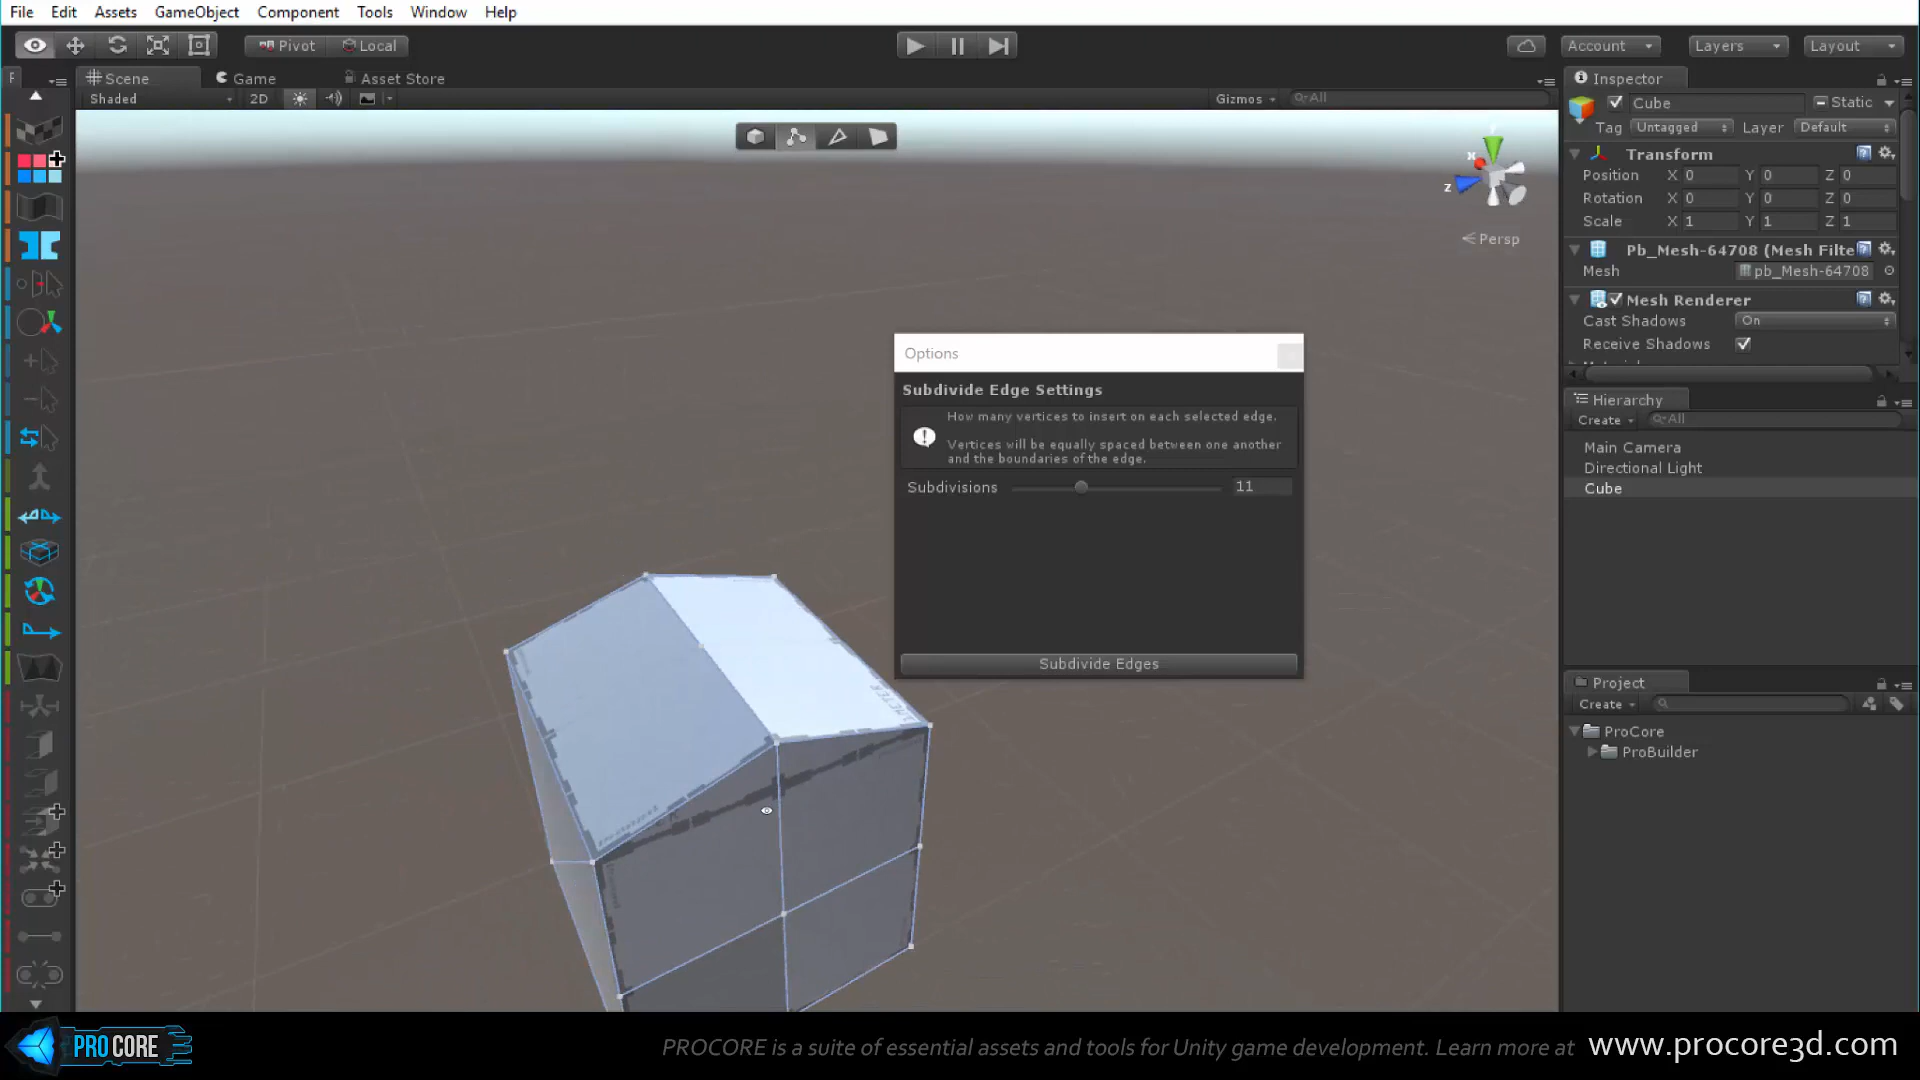 File Edit Assets GameObject Component Tools Window Help
Pivot Local Account Layers Layout
Scene Game Asset Store
Shaded 2D Gizmos All
x
z
Persp
Options
Subdivide Edge Settings
How many vertices to insert on each selected edge.
Vertices will be equally spaced between one another
and the boundaries of the edge.
Subdivisions 11
Subdivide Edges
Inspector
Cube Static
Tag Untagged Layer Default
Transform
Position X 0 Y 0 Z 0
Rotation X 0 Y 0 Z 0
Scale X 1 Y 1 Z 1
Pb_Mesh-64708 (Mesh Filte
Mesh pb_Mesh-64708
Mesh Renderer
Cast Shadows On
Receive Shadows
Hierarchy
Create All
Main Camera
Directional Light
Cube
Project
Create
ProCore
ProBuilder
PROCORE
PROCORE is a suite of essential assets and tools for Unity game development. Learn more at www.procore3d.com